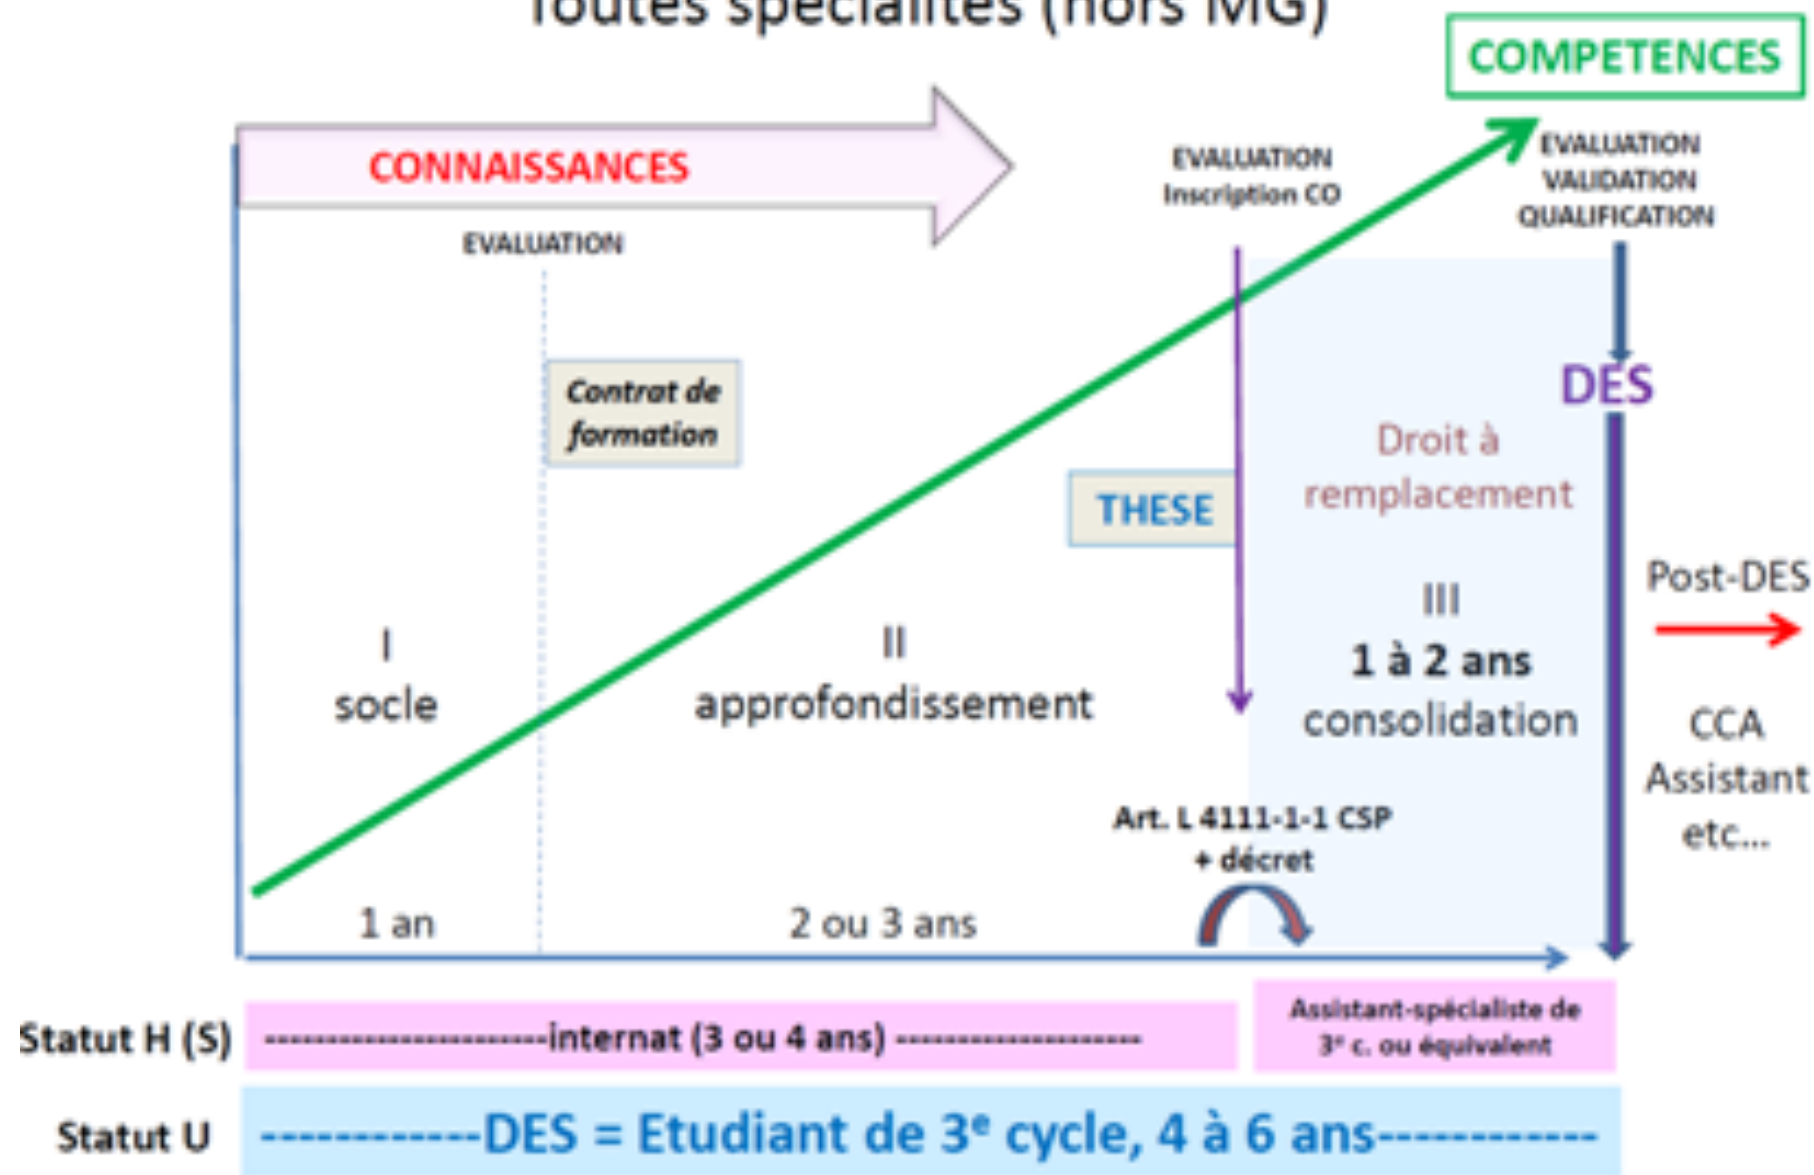 Toutes spécialités (hors MG)
COMPETENCES
CONNAISSANCES
EVALUATION
Inscription CO
EVALUATION
VALIDATION
QUALIFICATION
EVALUATION
Contrat de
formation
DES
Droit à
remplacement
THESE
Post-DES
I
socle
II
approfondissement
III
1 à 2 ans
consolidation
CCA
Assistant
etc...
Art. L 4111-1-1 CSP
+ décret
1 an
2 ou 3 ans
Statut H (S)
----------------------internat (3 ou 4 ans) -------------------
Assistant-spécialiste de
3e c. ou équivalent
Statut U
------------DES = Etudiant de 3e cycle, 4 à 6 ans------------